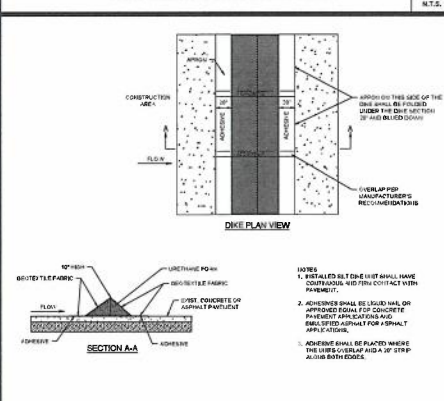 N.T.S.
APRON
CONSTRUCTION
AREA
ADHESIVE
ADHESIVE
FLOW
APRON ON THIS SIDE OF THE
DIKE SHALL BE FOLDED
UNDER THE DIKE SECTION
20" AND GLUED DOWN
OVERLAP PER
MANUFACTURER'S
RECOMMENDATIONS
DIKE PLAN VIEW
10" HIGH
URETHANE FOAM
GEOTEXTILE FABRIC
GEOTEXTILE FABRIC
FLOW
EXIST. CONCRETE OR
ASPHALT PAVEMENT
ADHESIVE
ADHESIVE
SECTION A-A
NOTES
1. INSTALLED SILT DIKE UNIT SHALL HAVE
CONTINUOUS AND FIRM CONTACT WITH
PAVEMENT.
2. ADHESIVES SHALL BE LIQUID NAIL OR
APPROVED EQUAL FOR CONCRETE
PAVEMENT APPLICATIONS AND
EMULSIFIED ASPHALT FOR ASPHALT
APPLICATIONS.
3. ADHESIVE SHALL BE PLACED WHERE
THE UNITS OVERLAP AND A 20" STRIP
ALONG BOTH EDGES.